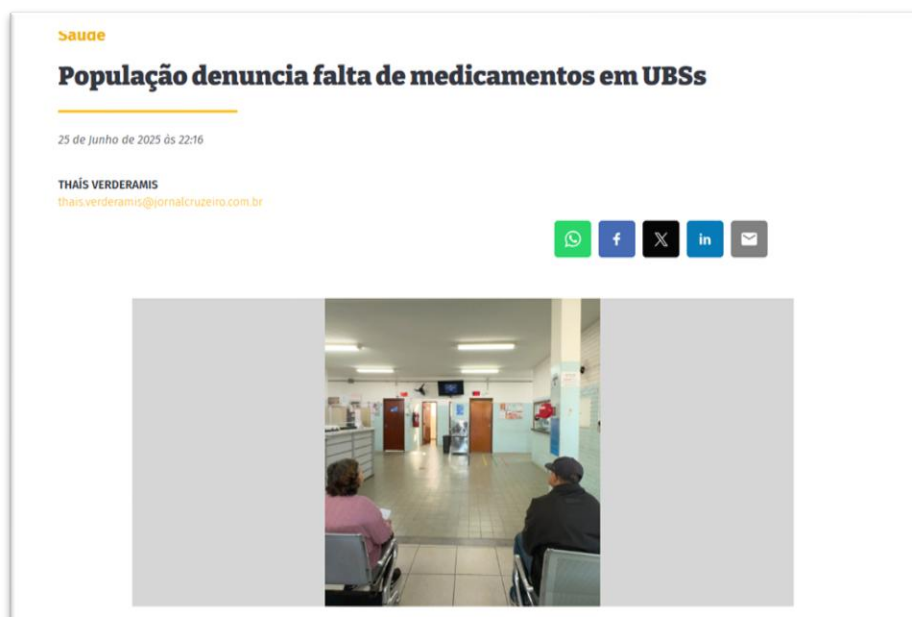 Saúde
População denuncia falta de medicamentos em UBSs
25 de Junho de 2025 às 22:16
THAÍS VERDERAMIS
thais.verderamis@jornalcruzeiro.com.br